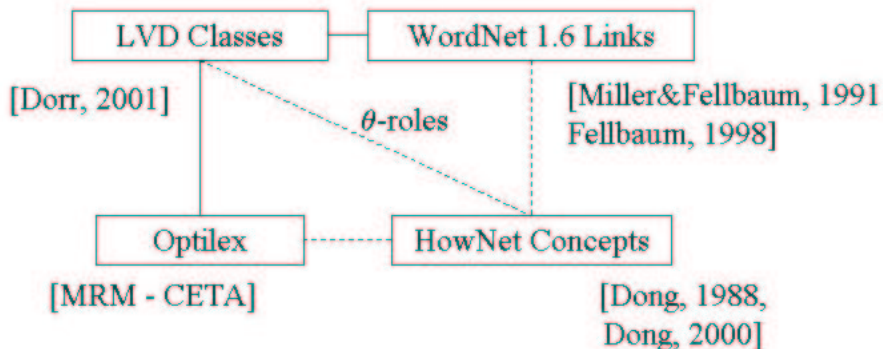 LVD Classes
WordNet 1.6 Links
[Dorr, 2001]
[Miller&Fellbaum, 1991
Fellbaum, 1998]
θ-roles
Optilex
HowNet Concepts
[MRM - CETA]
[Dong, 1988,
Dong, 2000]